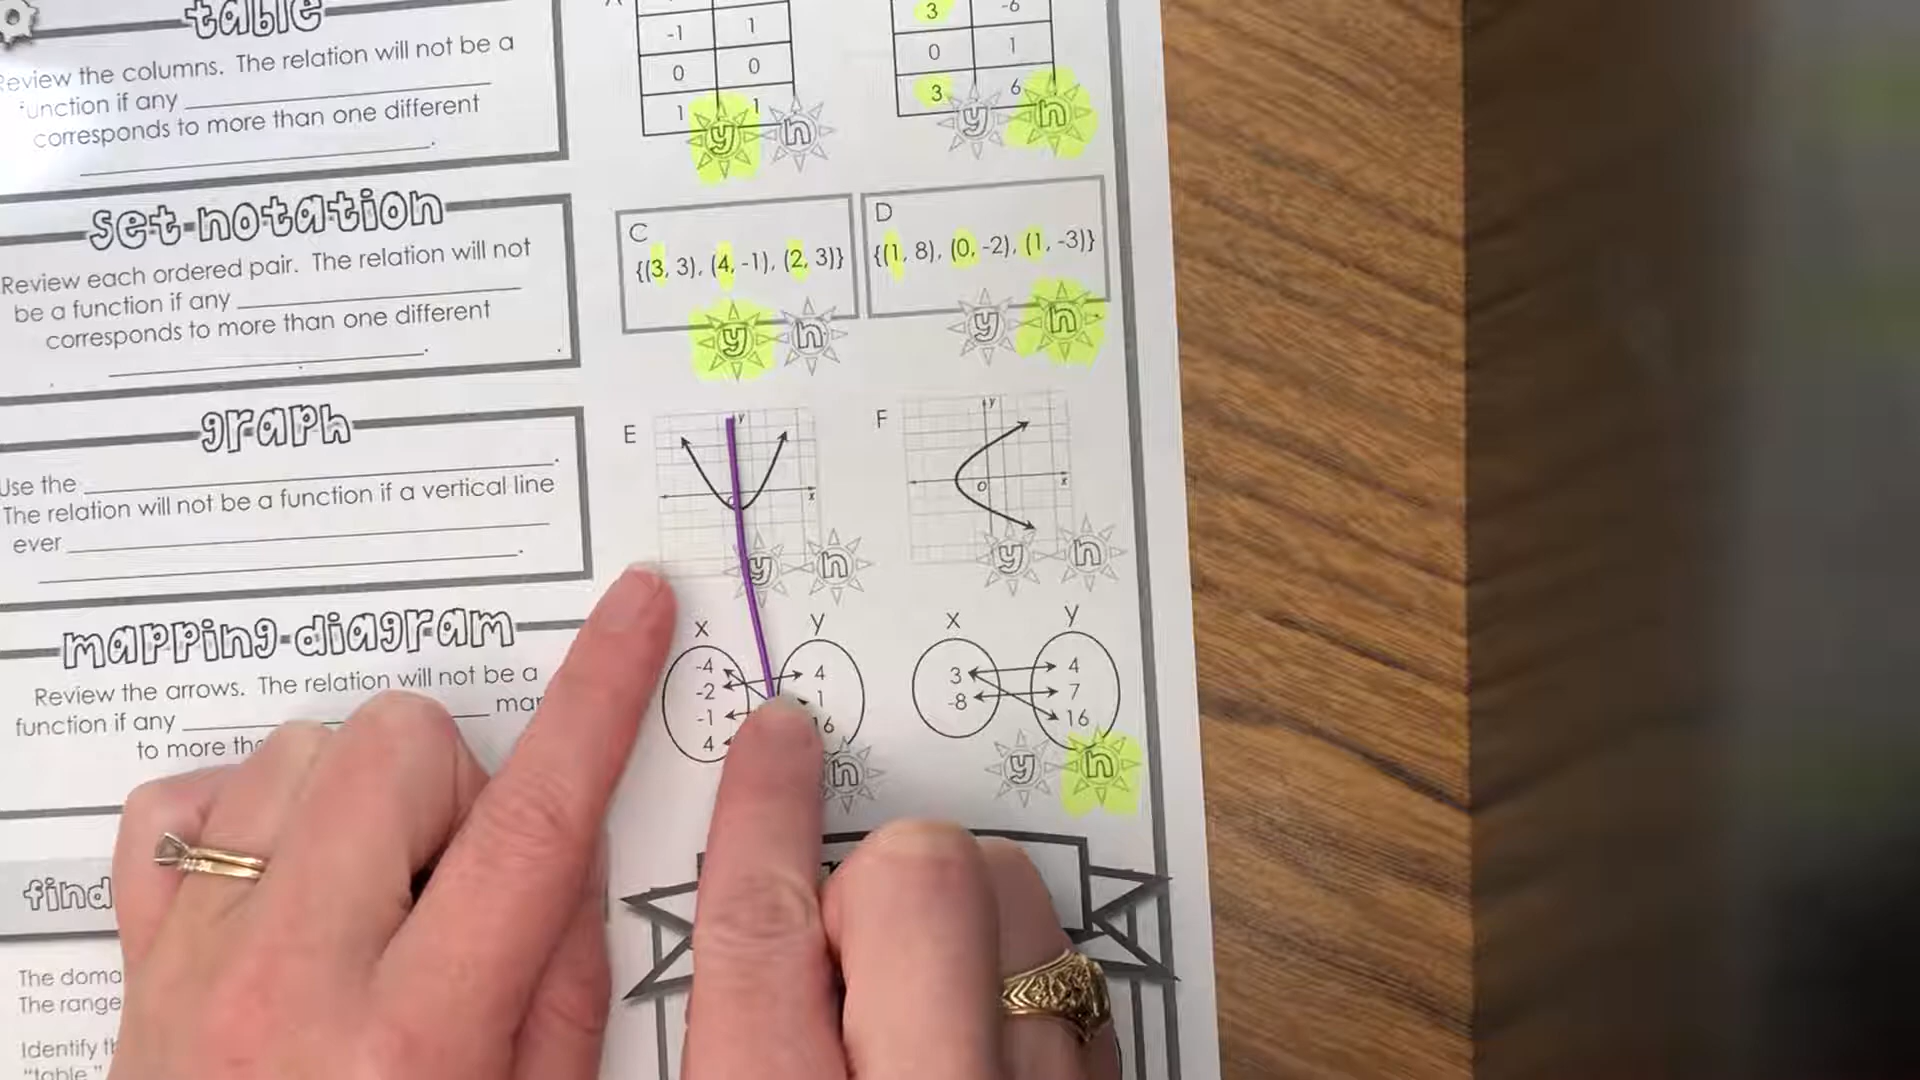 table
Review the columns. The relation will not be a
function if any
corresponds to more than one different
.
-1 1
0 0
1 1
y n
3 -6
0 1
3 6
y n
set-notation
Review each ordered pair. The relation will not
be a function if any
corresponds to more than one different
.
C
{(3, 3), (4, -1), (2, 3)}
y n
D
{(1, 8), (0, -2), (1, -3)}
y n
graph
Use the .
The relation will not be a function if a vertical line
ever
.
E
y
x
y n
F
y
O
x
y n
mapping-diagram
Review the arrows. The relation will not be a
function if any
to more
x y
-4 4
-2 1
-1 16
4
n
x y
3 4
-8 7
16
y n
find
The
The range
Identify
"table."